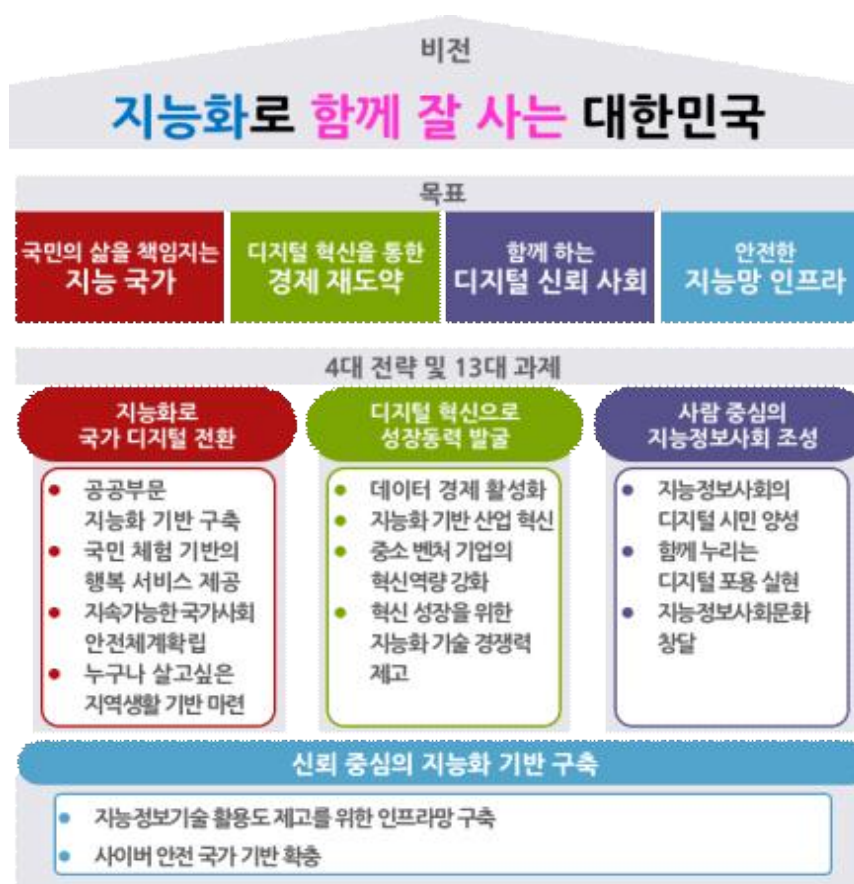 비전
지능화로 함께 잘 사는 대한민국
목표
국민의 삶을 책임지는
지능 국가
디지털 혁신을 통한
경제 재도약
함께 하는
디지털 신뢰 사회
안전한
지능망 인프라
4대 전략 및 13대 과제
지능화로
국가 디지털 전환
• 공공부문
지능화 기반 구축
• 국민 체험 기반의
행복 서비스 제공
• 지속가능한 국가사회
안전체계확립
• 누구나 살고싶은
지역생활 기반 마련
디지털 혁신으로
성장동력 발굴
• 데이터 경제 활성화
• 지능화 기반 산업 혁신
• 중소 벤처 기업의
혁신역량 강화
• 혁신 성장을 위한
지능화 기술 경쟁력
제고
사람 중심의
지능정보사회 조성
• 지능정보사회의
디지털 시민 양성
• 함께 누리는
디지털 포용 실현
• 지능정보사회문화
창달
신뢰 중심의 지능화 기반 구축
• 지능정보기술 활용도 제고를 위한 인프라망 구축
• 사이버 안전 국가 기반 확충